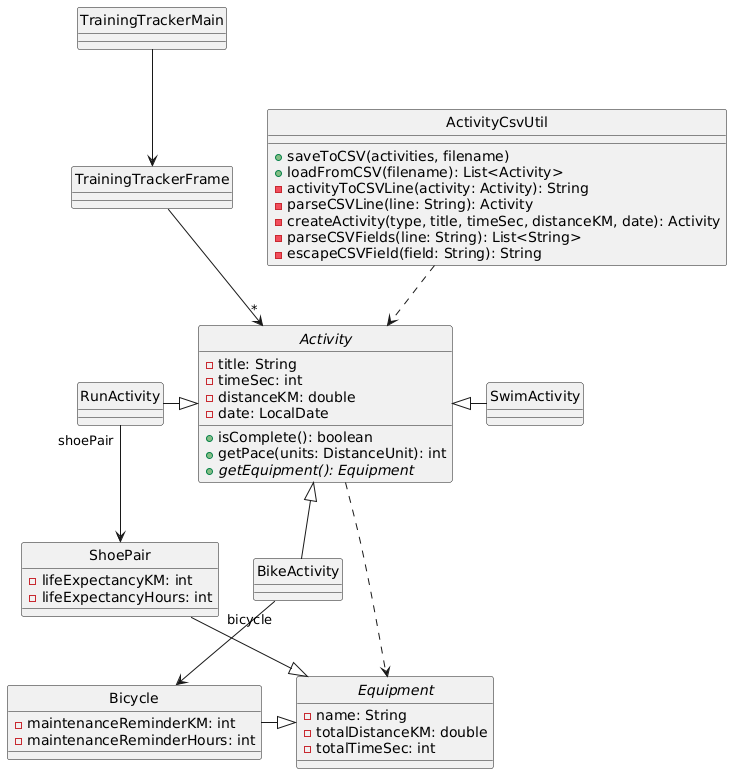 TrainingTrackerMain
ActivityCsvUtil
saveToCSV(activities, filename)
loadFromCSV(filename): List<Activity>
activityToCSVLine(activity: Activity): String
parseCSVLine(line: String): Activity
createActivity(type, title, timeSec, distanceKM, date): Activity
parseCSVFields(line: String): List<String>
escapeCSVField(field: String): String
TrainingTrackerFrame
*
Activity
title: String
timeSec: int
distanceKM: double
date: LocalDate
isComplete(): boolean
getPace(units: DistanceUnit): int
getEquipment(): Equipment
RunActivity
SwimActivity
shoePair
ShoePair
lifeExpectancyKM: int
lifeExpectancyHours: int
BikeActivity
bicycle
Bicycle
maintenanceReminderKM: int
maintenanceReminderHours: int
Equipment
name: String
totalDistanceKM: double
totalTimeSec: int